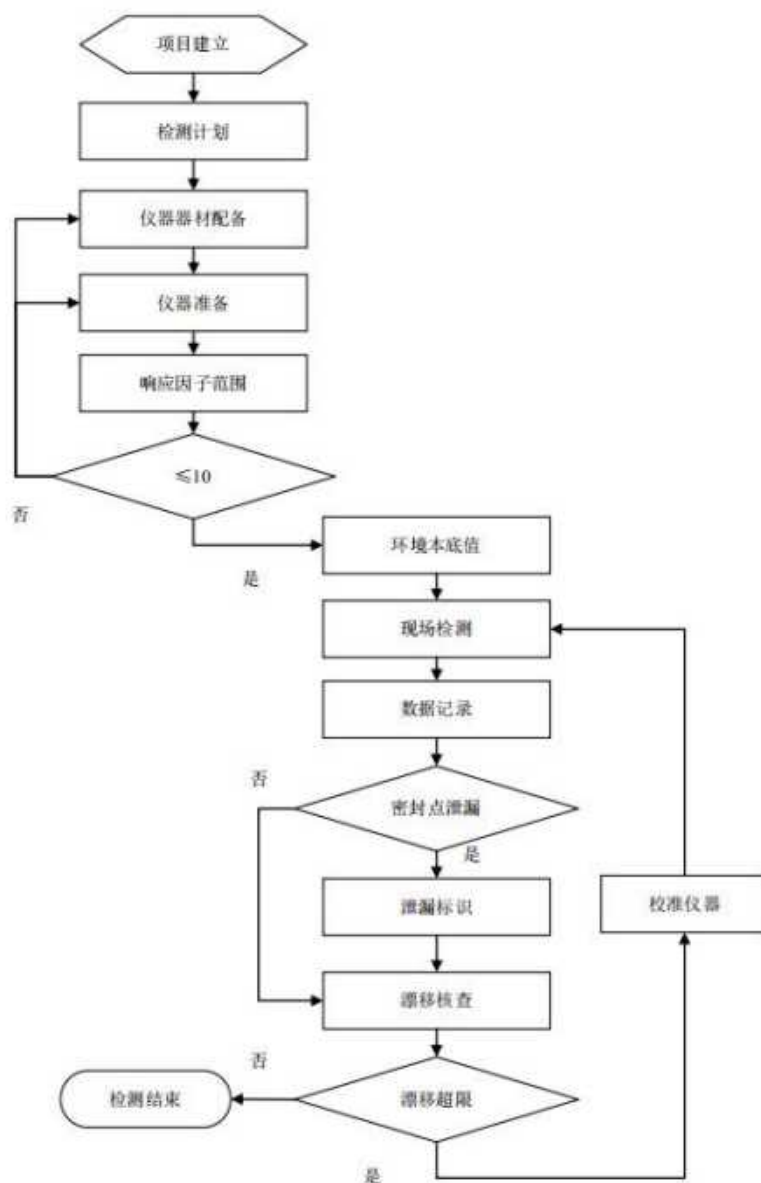 项目建立
检测计划
仪器器材配备
仪器准备
响应因子范围
≤10
否
是
环境本底值
现场检测
数据记录
否
密封点泄漏
是
泄漏标识
校准仪器
漂移核查
否
检测结束
漂移超限
是